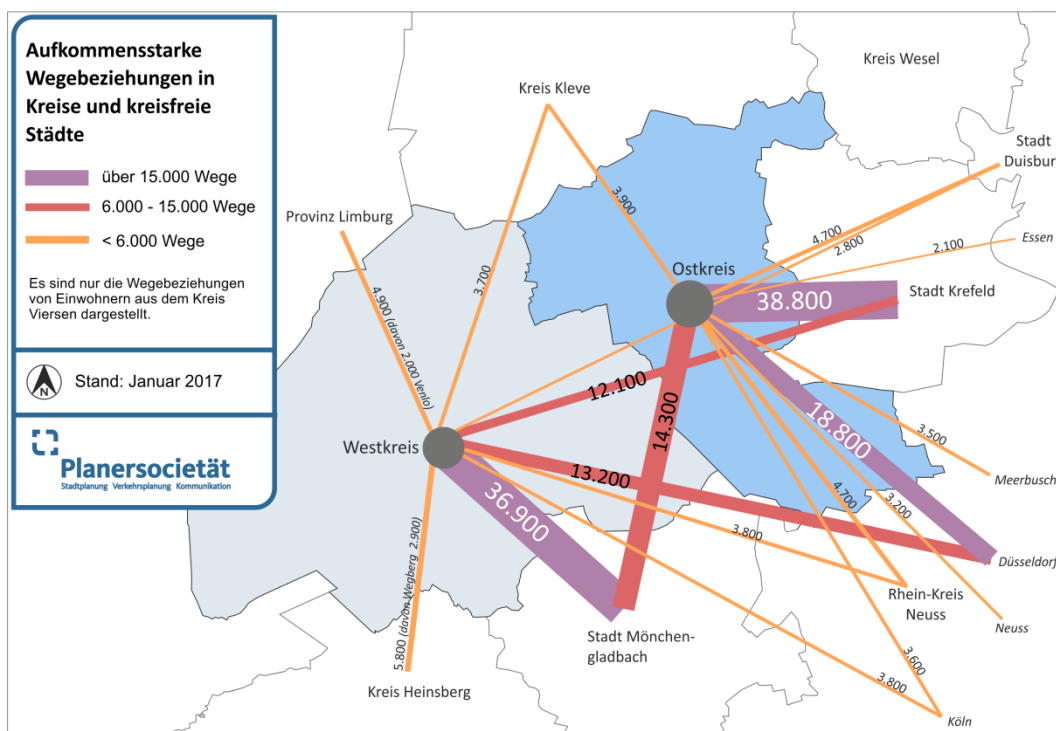 Aufkommensstarke
Wegebeziehungen in
Kreise und kreisfreie
Städte
über 15.000 Wege
6.000 - 15.000 Wege
< 6.000 Wege
Es sind nur die Wegebeziehungen
von Einwohnern aus dem Kreis
Viersen dargestellt.
N
Stand: Januar 2017
Planersocietät
Stadtplanung Verkehrsplanung Kommunikation
Kreis Wesel
Kreis Kleve
Stadt
Duisburg
Provinz Limburg
Essen
3.900
4.700
2.800
2.100
3.700
Ostkreis
Stadt Krefeld
38.800
4.900 (davon 2.000 Venlo)
12.100
14.300
18.800
3.500
Westkreis
13.200
Meerbusch
36.900
4.700
3.200
3.800
Düsseldorf
Rhein-Kreis
Neuss
Neuss
5.800 (davon Wegberg 2.900)
Stadt Mönchen-
gladbach
3.600
3.800
Kreis Heinsberg
Köln